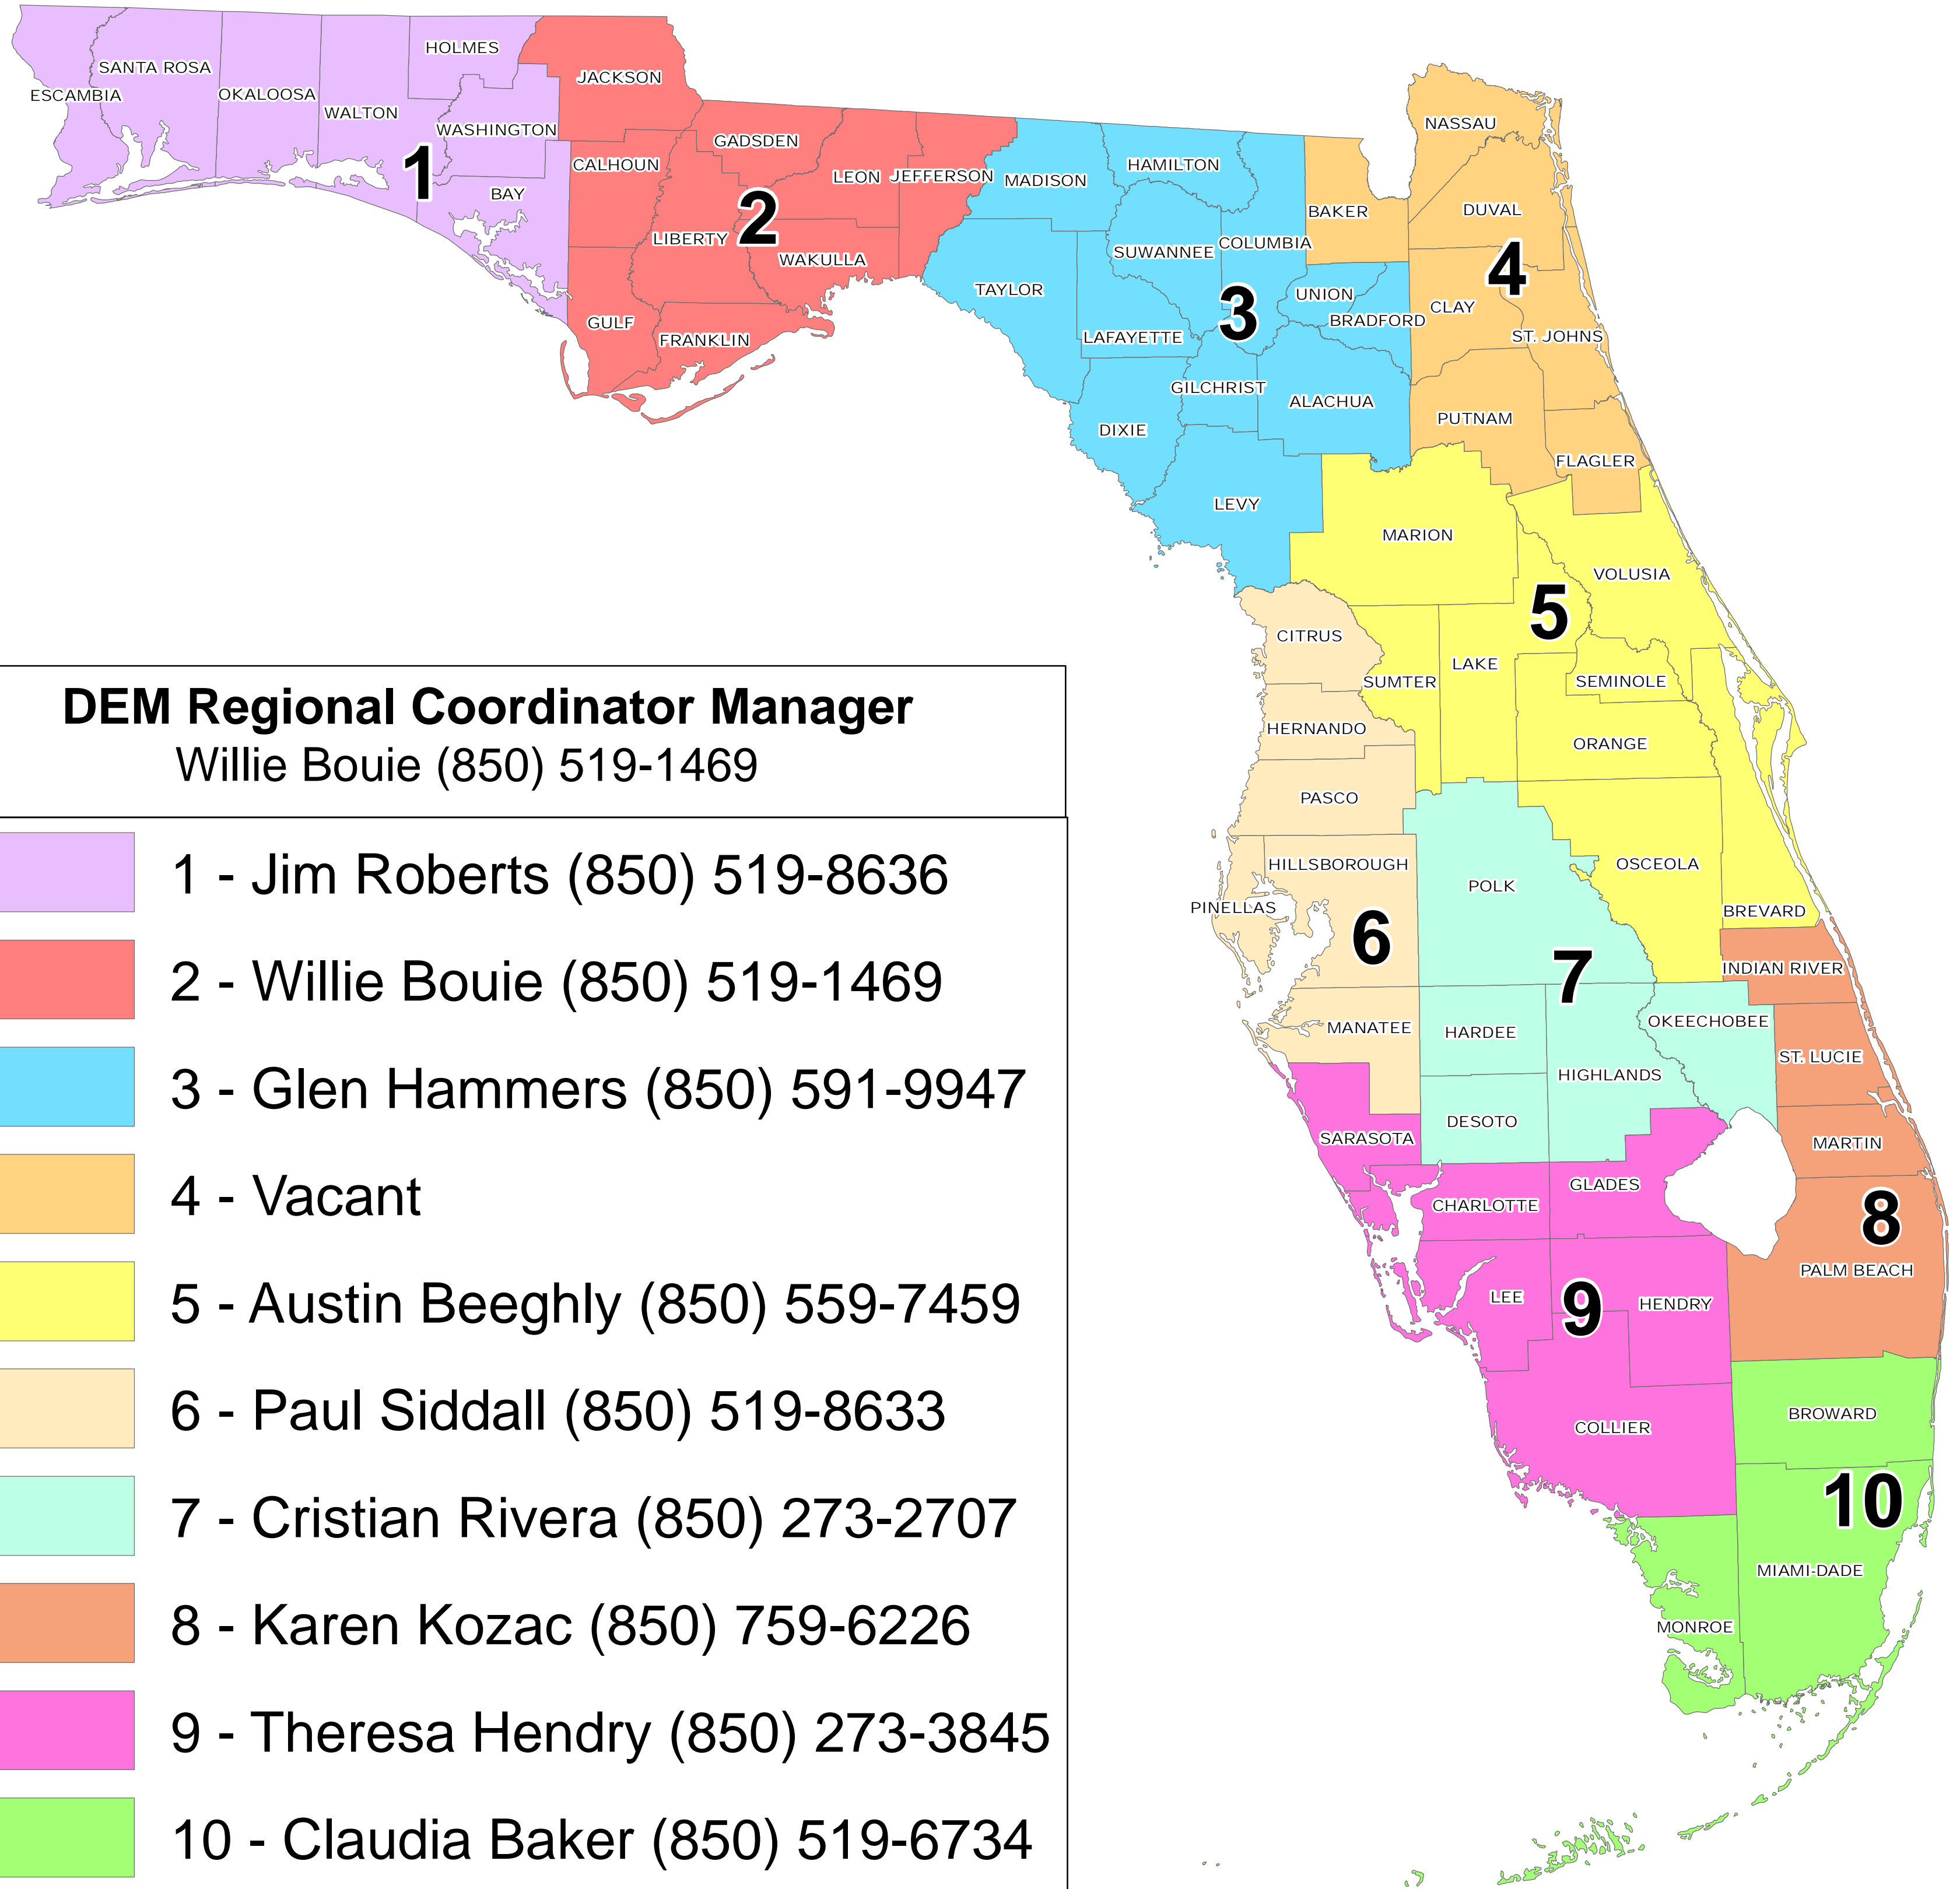 HOLMES
SANTA ROSA
JACKSON
ESCAMBIA
OKALOOSA
WALTON
WASHINGTON
NASSAU
GADSDEN
CALHOUN
HAMILTON
1
LEON
JEFFERSON
MADISON
BAY
DUVAL
BAKER
2
LIBERTY
COLUMBIA
SUWANNEE
WAKULLA
4
TAYLOR
UNION
CLAY
3
GULF
BRADFORD
ST. JOHNS
FRANKLIN
LAFAYETTE
GILCHRIST
ALACHUA
PUTNAM
DIXIE
FLAGLER
LEVY
MARION
VOLUSIA
5
CITRUS
LAKE
SUMTER
SEMINOLE
HERNANDO
ORANGE
PASCO
HILLSBOROUGH
OSCEOLA
POLK
PINELLAS
BREVARD
6
INDIAN RIVER
7
OKEECHOBEE
MANATEE
HARDEE
ST. LUCIE
HIGHLANDS
DESOTO
SARASOTA
MARTIN
GLADES
CHARLOTTE
8
PALM BEACH
LEE
HENDRY
9
BROWARD
COLLIER
10
MIAMI-DADE
MONROE
DEM Regional Coordinator Manager
Willie Bouie (850) 519-1469
1 - Jim Roberts (850) 519-8636
2 - Willie Bouie (850) 519-1469
3 - Glen Hammers (850) 591-9947
4 - Vacant
5 - Austin Beeghly (850) 559-7459
6 - Paul Siddall (850) 519-8633
7 - Cristian Rivera (850) 273-2707
8 - Karen Kozac (850) 759-6226
9 - Theresa Hendry (850) 273-3845
10 - Claudia Baker (850) 519-6734